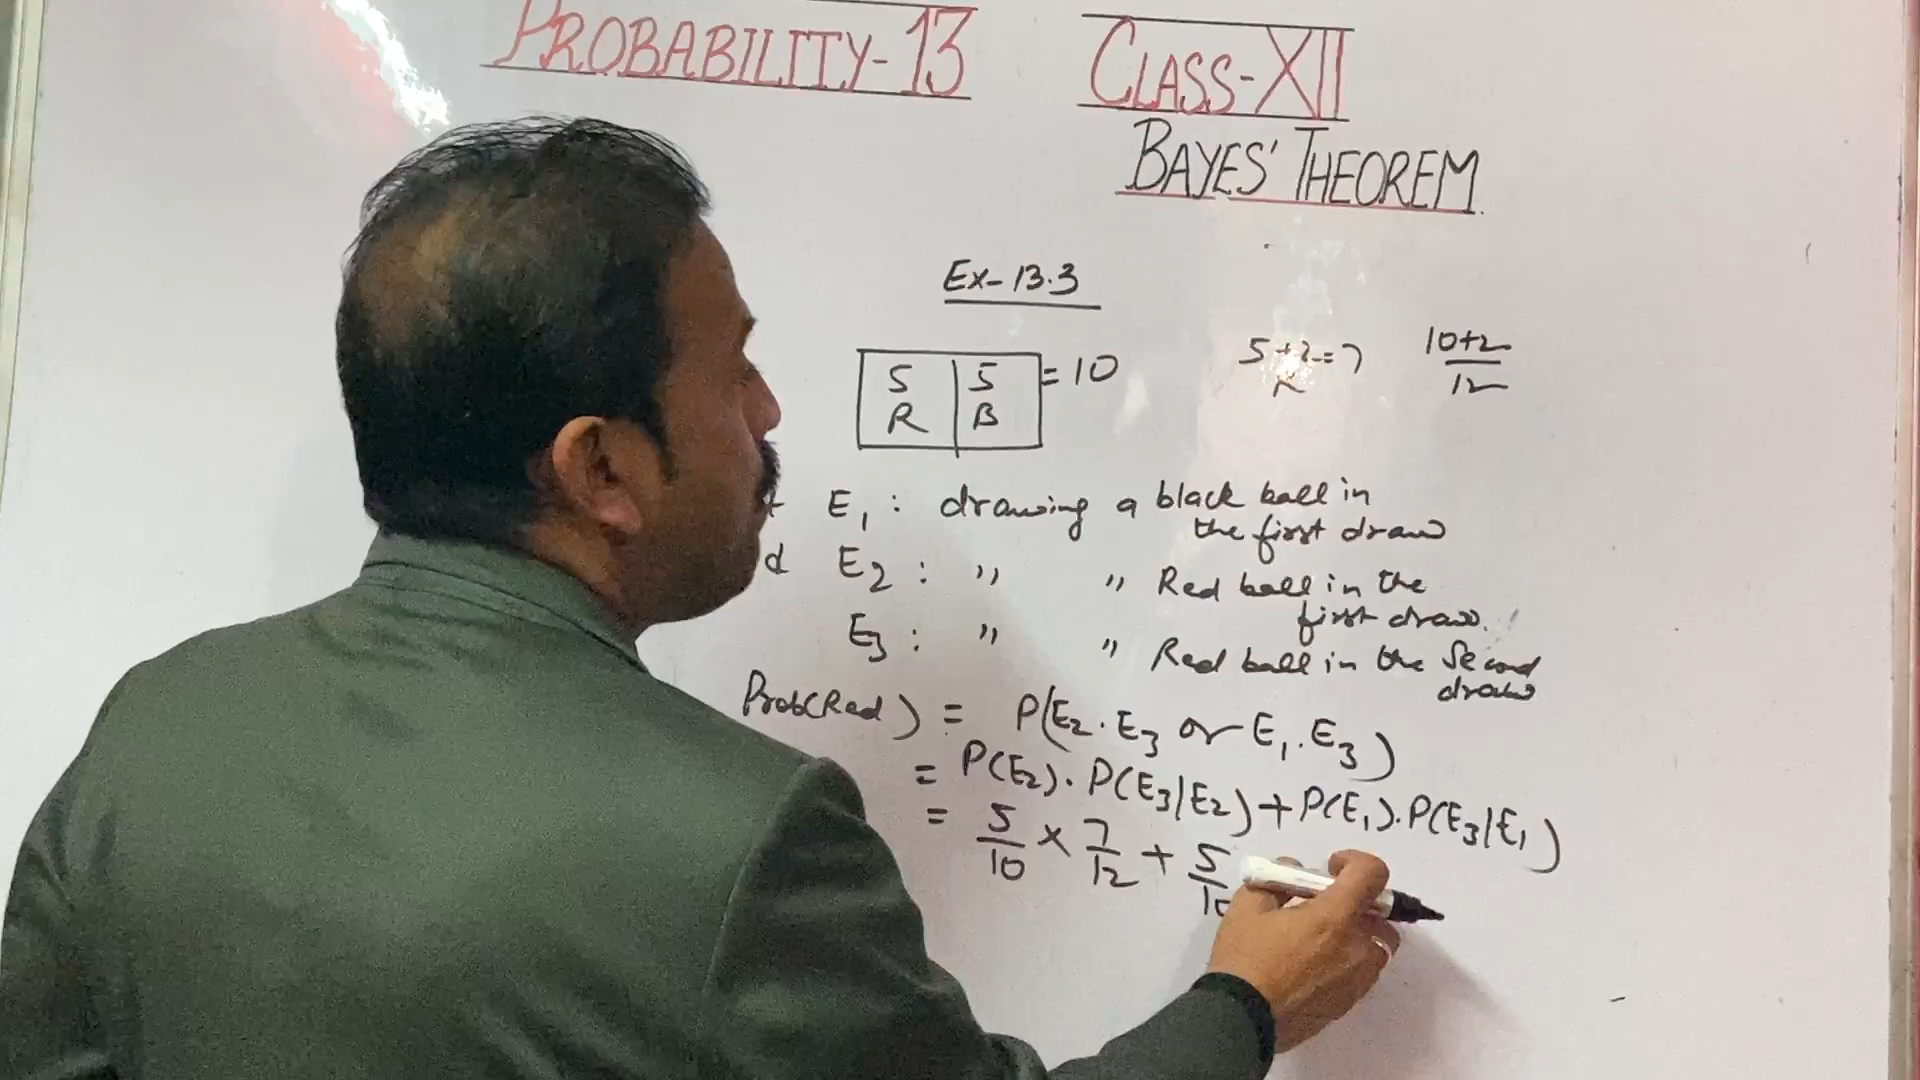 PROBABILITY-13 CLASS-XII
BAYES' THEOREM.
Ex-13.3
5 R | 5 B = 10
5+2=7
R
10+2
12
E₁ : drawing a black ball in
the first draw
E₂ : ,, ,, Red ball in the
first draw.
E₃ : ,, ,, Red ball in the Second
draw
Prob(Red) = P(E₂.E₃ or E₁.E₃)
= P(E₂).P(E₃|E₂)+P(E₁).P(E₃|E₁)
= 5/10 × 7/12 + 5/10